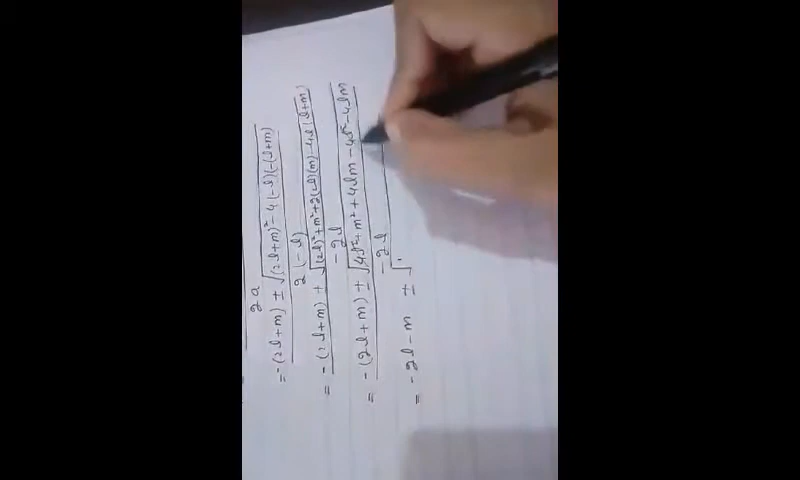 2a
= -(2l+m) ± √(2l+m)² - 4(-l)(-(l+m)
2(-l)
= -(2l+m) ± √(2l)²+m²+2(2l)(m)-4l(l+m)
-2l
= -(2l+m) ± √4l²+m²+4lm-4l²-4lm
-2l
= -2l-m ± √